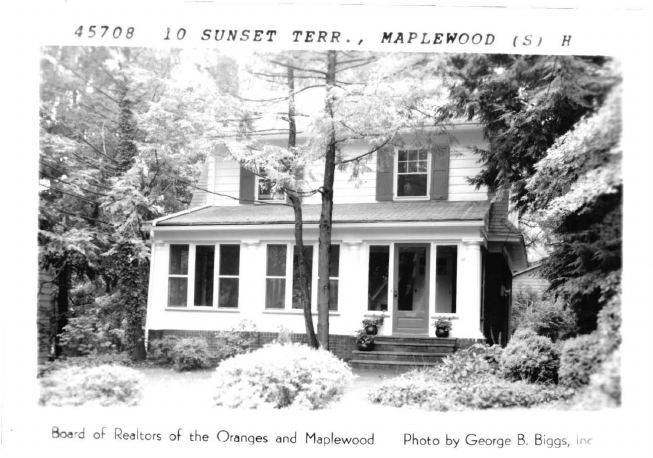 45708 10 SUNSET TERR., MAPLEWOOD (S) H
Board of Realtors of the Oranges and Maplewood Photo by George B. Biggs, Inc